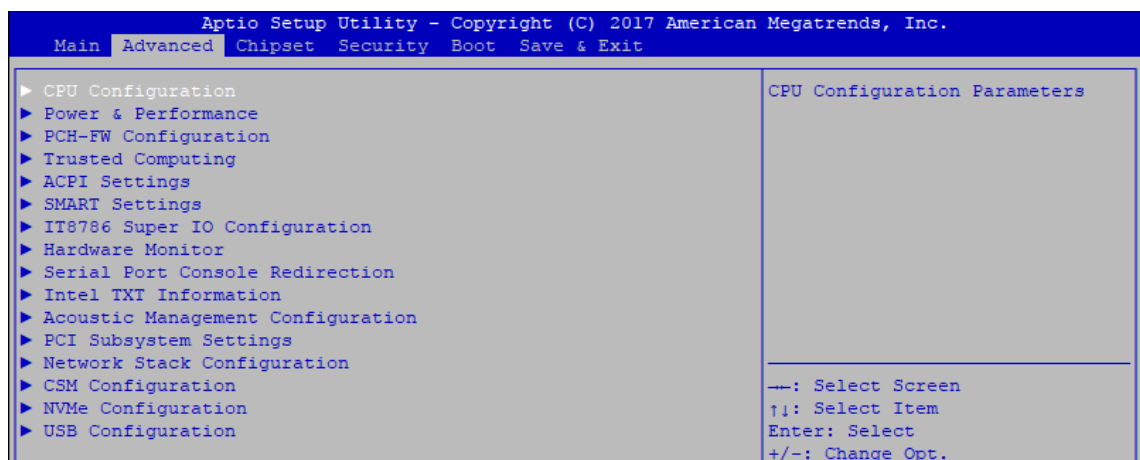 Aptio Setup Utility – Copyright (C) 2017 American Megatrends, Inc.
Main Advanced Chipset Security Boot Save & Exit
► CPU Configuration
► Power & Performance
► PCH-FW Configuration
► Trusted Computing
► ACPI Settings
► SMART Settings
► IT8786 Super IO Configuration
► Hardware Monitor
► Serial Port Console Redirection
► Intel TXT Information
► Acoustic Management Configuration
► PCI Subsystem Settings
► Network Stack Configuration
► CSM Configuration
► NVMe Configuration
► USB Configuration
CPU Configuration Parameters
→←: Select Screen
↑↓: Select Item
Enter: Select
+/-: Change Opt.